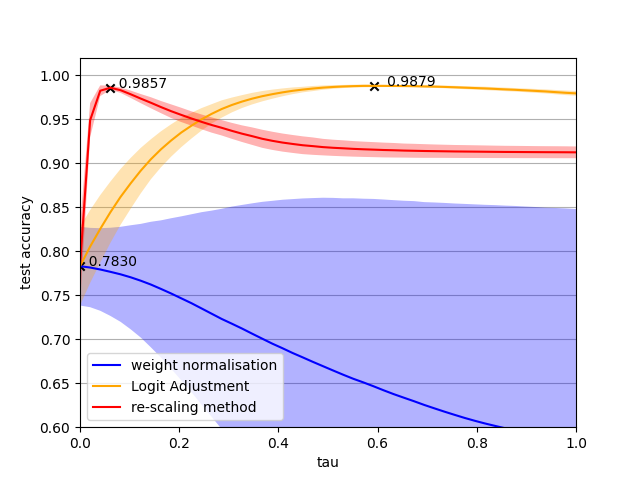 1.00
0.95
0.90
0.85
0.80
0.75
0.70
0.65
0.60
test accuracy
0.9857
0.9879
0.7830
weight normalisation
Logit Adjustment
re-scaling method
0.0 0.2 0.4 0.6 0.8 1.0
tau